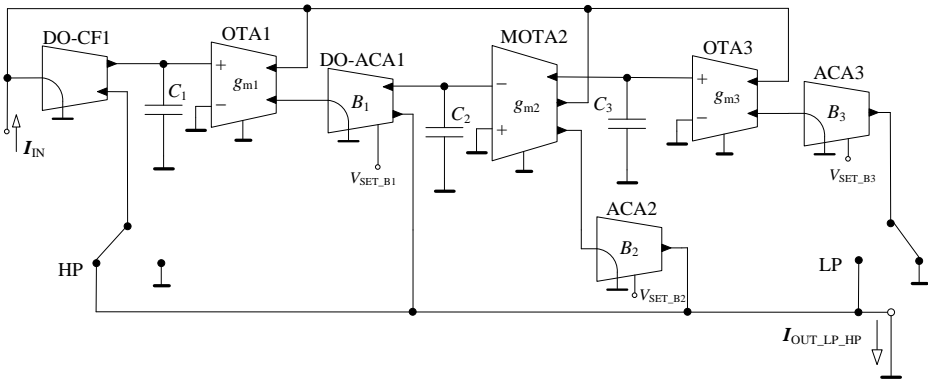 DO-CF1
OTA1
DO-ACA1
MOTA2
OTA3
ACA3
+
−
gm1
C1
B1
C2
−
+
gm2
C3
+
−
gm3
B3
IIN
VSET_B1
VSET_B3
ACA2
B2
VSET_B2
HP
LP
IOUT_LP_HP